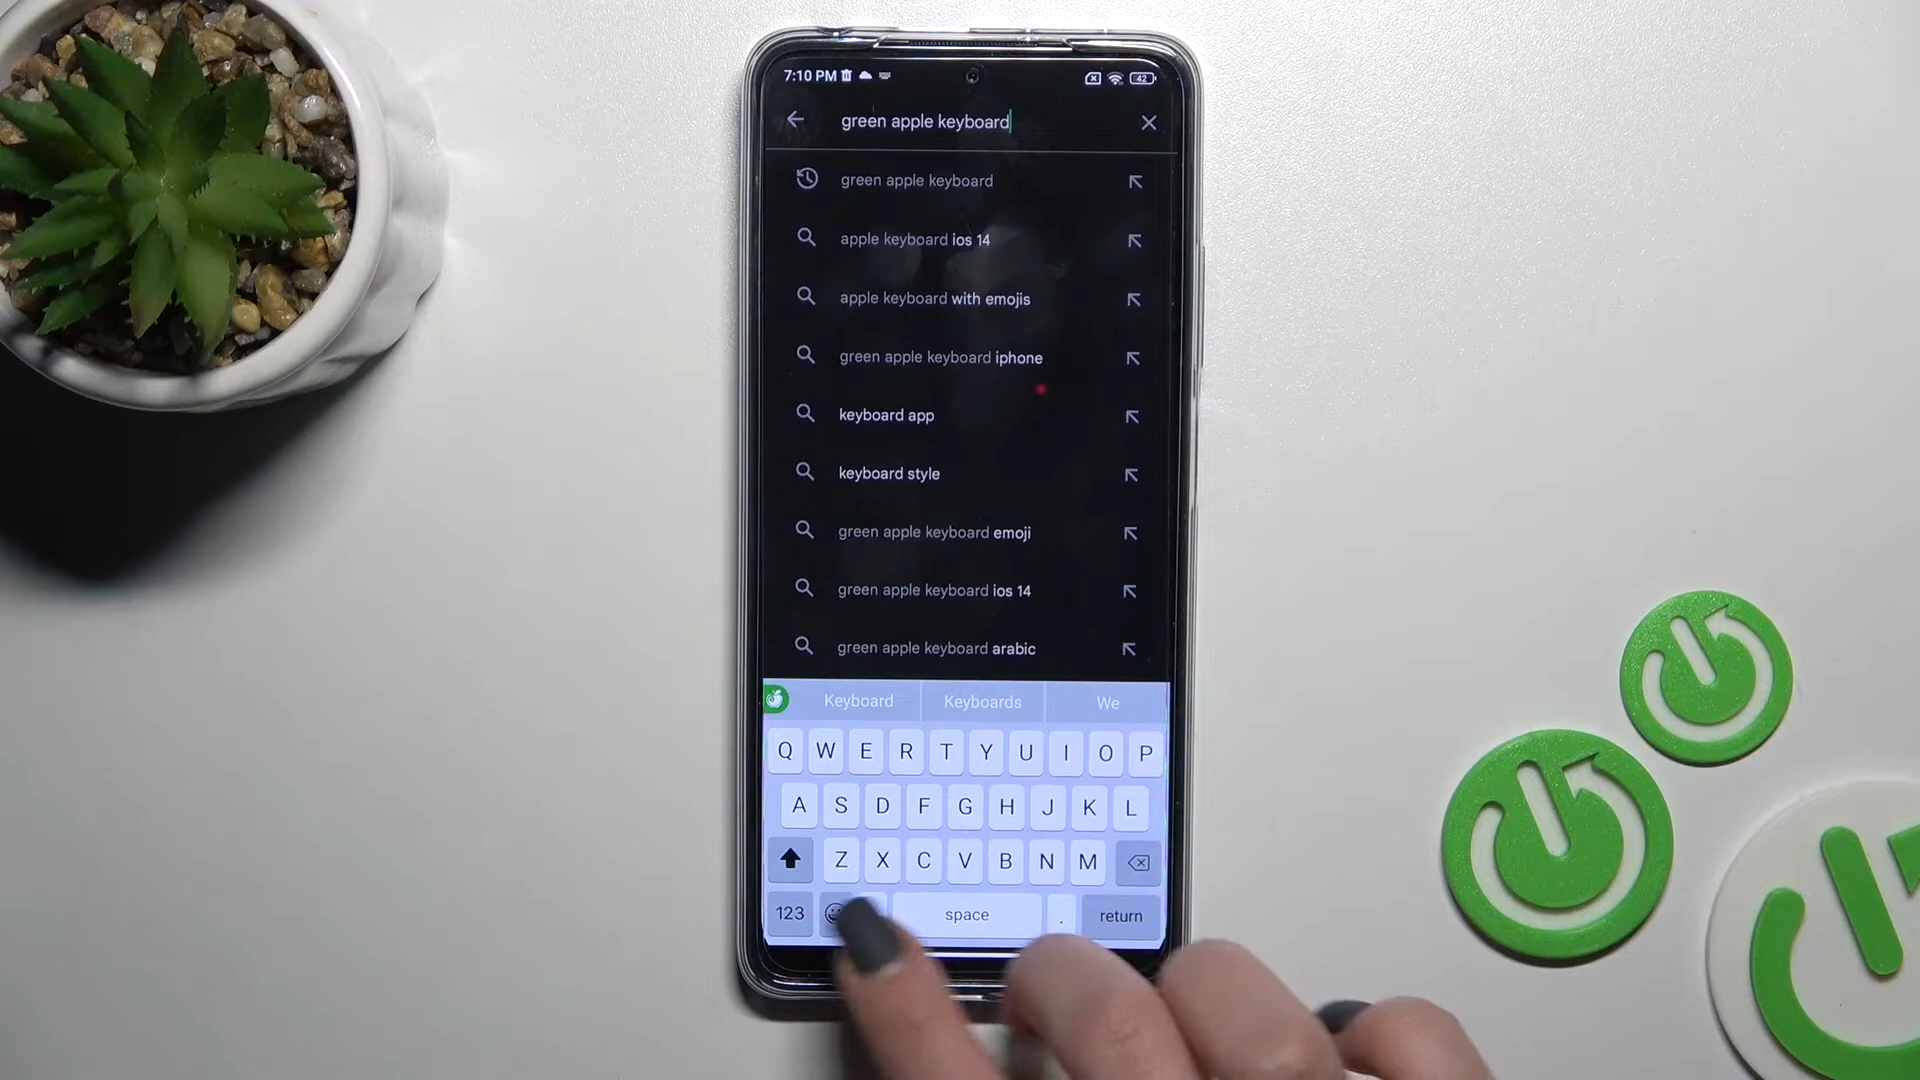 7:10 PM 42
green apple keyboard
green apple keyboard
apple keyboard ios 14
apple keyboard with emojis
green apple keyboard iphone
keyboard app
keyboard style
green apple keyboard emoji
green apple keyboard ios 14
green apple keyboard arabic
Keyboard Keyboards We
Q W E R T Y U I O P
A S D F G H J K L
Z X C V B N M
123 space . return